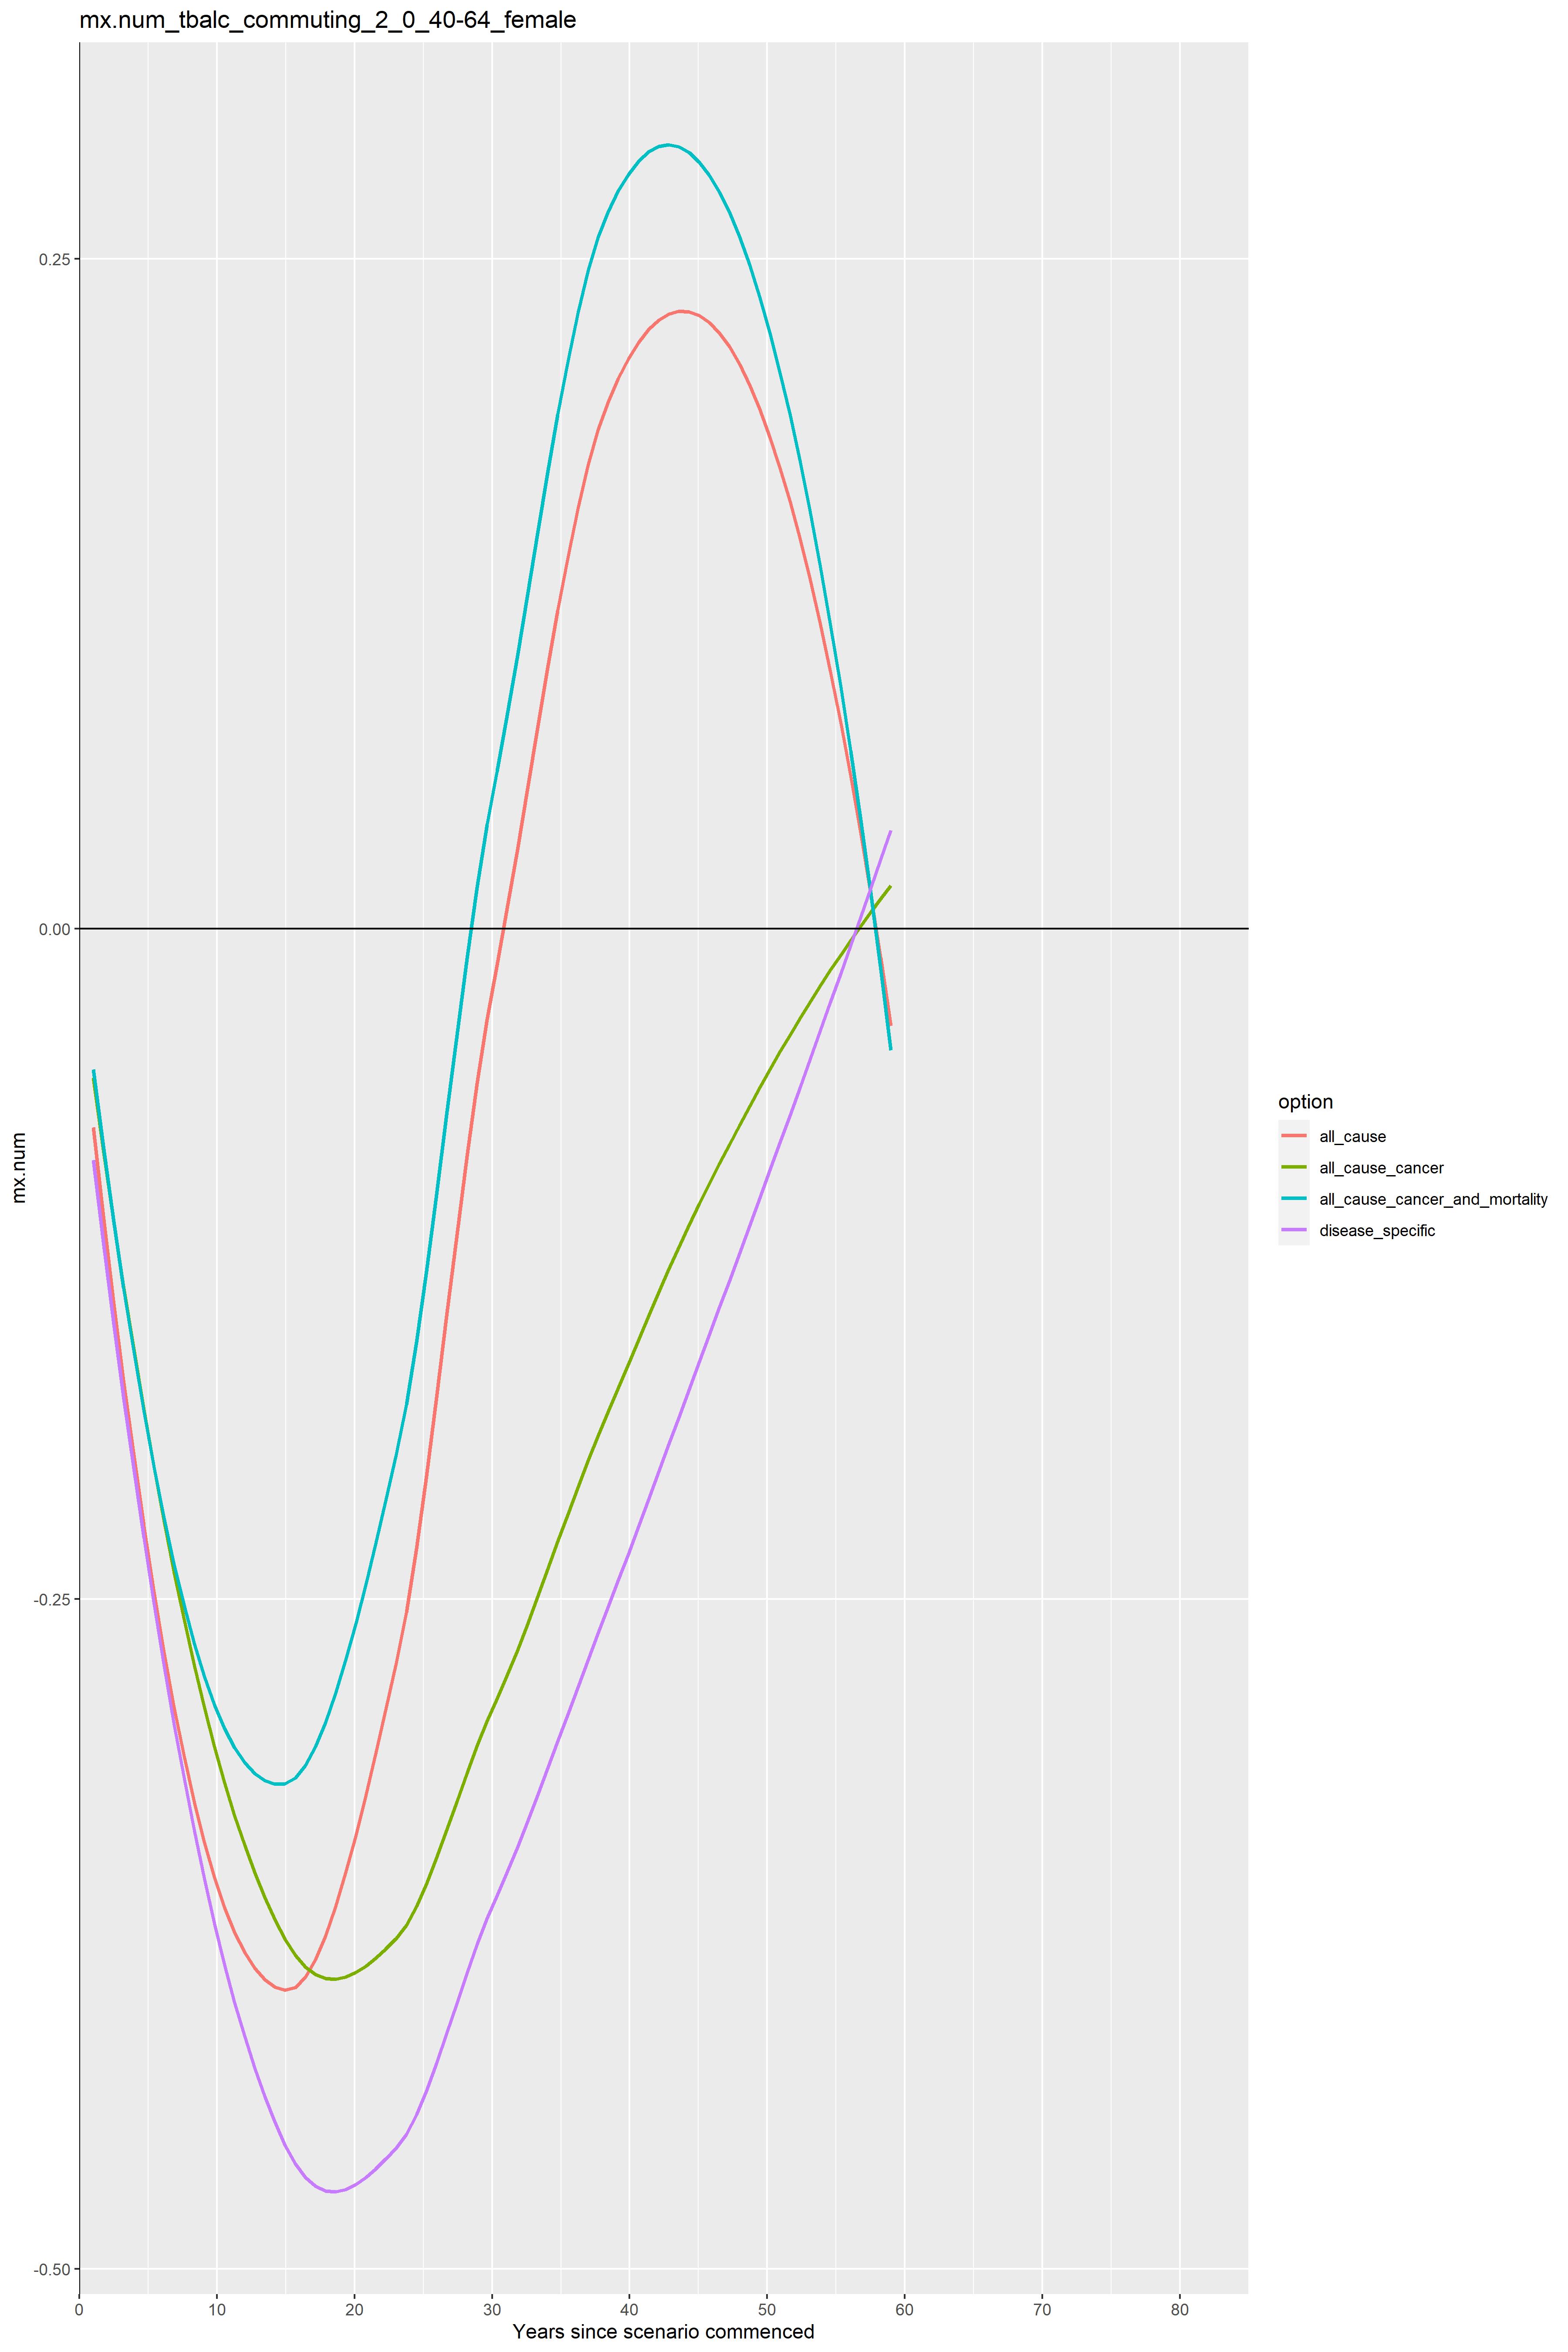 mx.num_tbalc_commuting_2_0_40-64_female
0.25
0.00
-0.25
-0.50
mx.num
0 10 20 30 40 50 60 70 80
Years since scenario commenced
option
all_cause
all_cause_cancer
all_cause_cancer_and_mortality
disease_specific